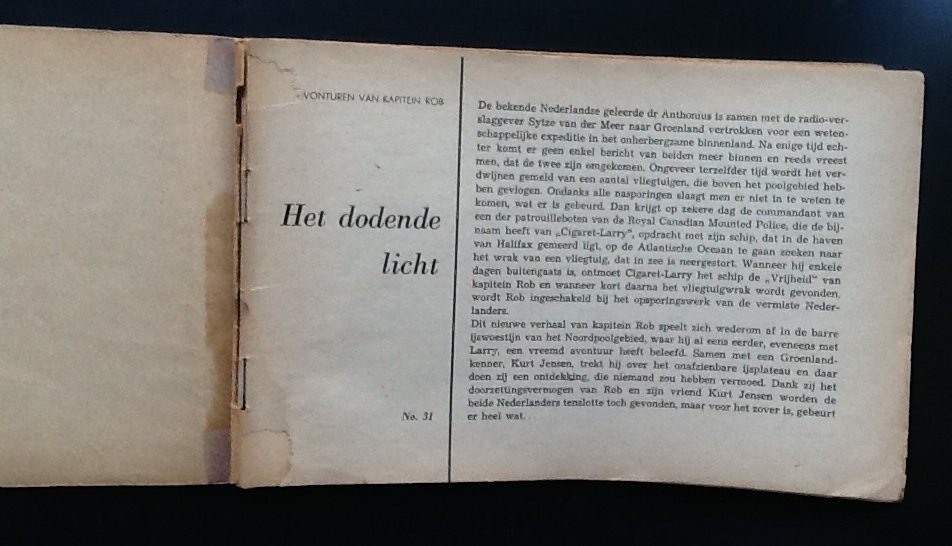 VONTUREN VAN KAPITEIN ROB
Het dodende
licht
No. 31
De bekende Nederlandse geleerde dr Anthonius is samen met de radio-ver-
slaggever Sytze van der Meer naar Groenland vertrokken voor een weten-
schappelijke expeditie in het onherbergzame binnenland. Na enige tijd ech-
ter komt er geen enkel bericht van beiden meer binnen en reeds vreest
men, dat de twee zijn omgekomen. Ongeveer terzelfder tijd wordt het ver-
dwijnen gemeld van een aantal vliegtuigen, die boven het poolgebied heb-
ben gevlogen. Ondanks alle nasporingen slaagt men er niet in te weten te
komen, wat er is gebeurd. Dan krijgt op zekere dag de commandant van
een der patrouilleboten van de Royal Canadian Mounted Police, die de bij-
naam heeft van „Cigaret-Larry”, opdracht met zijn schip, dat in de haven
van Halifax gemeerd ligt, op de Atlantische Oceaan te gaan zoeken naar
het wrak van een vliegtuig, dat in zee is neergestort. Wanneer hij enkele
dagen buitengaats is, ontmoet Cigaret-Larry het schip de „Vrijheid” van
kapitein Rob en wanneer kort daarna het vliegtuigwrak wordt gevonden,
wordt Rob ingeschakeld bij het opsporingswerk van de vermiste Neder-
landers.
Dit nieuwe verhaal van kapitein Rob speelt zich wederom af in de barre
ijswoestijn van het Noordpoolgebied, waar hij al eens eerder, eveneens met
Larry, een vreemd avontuur heeft beleefd. Samen met een Groenland-
kenner, Kurt Jensen, trekt hij over het onafzienbare ijsplateau en daar
doen zij een ontdekking, die niemand zou hebben vermoed. Dank zij het
doorzettingsvermogen van Rob en zijn vriend Kurt Jensen worden de
beide Nederlanders tenslotte toch gevonden, maar voor het zover is, gebeurt
er heel wat. .